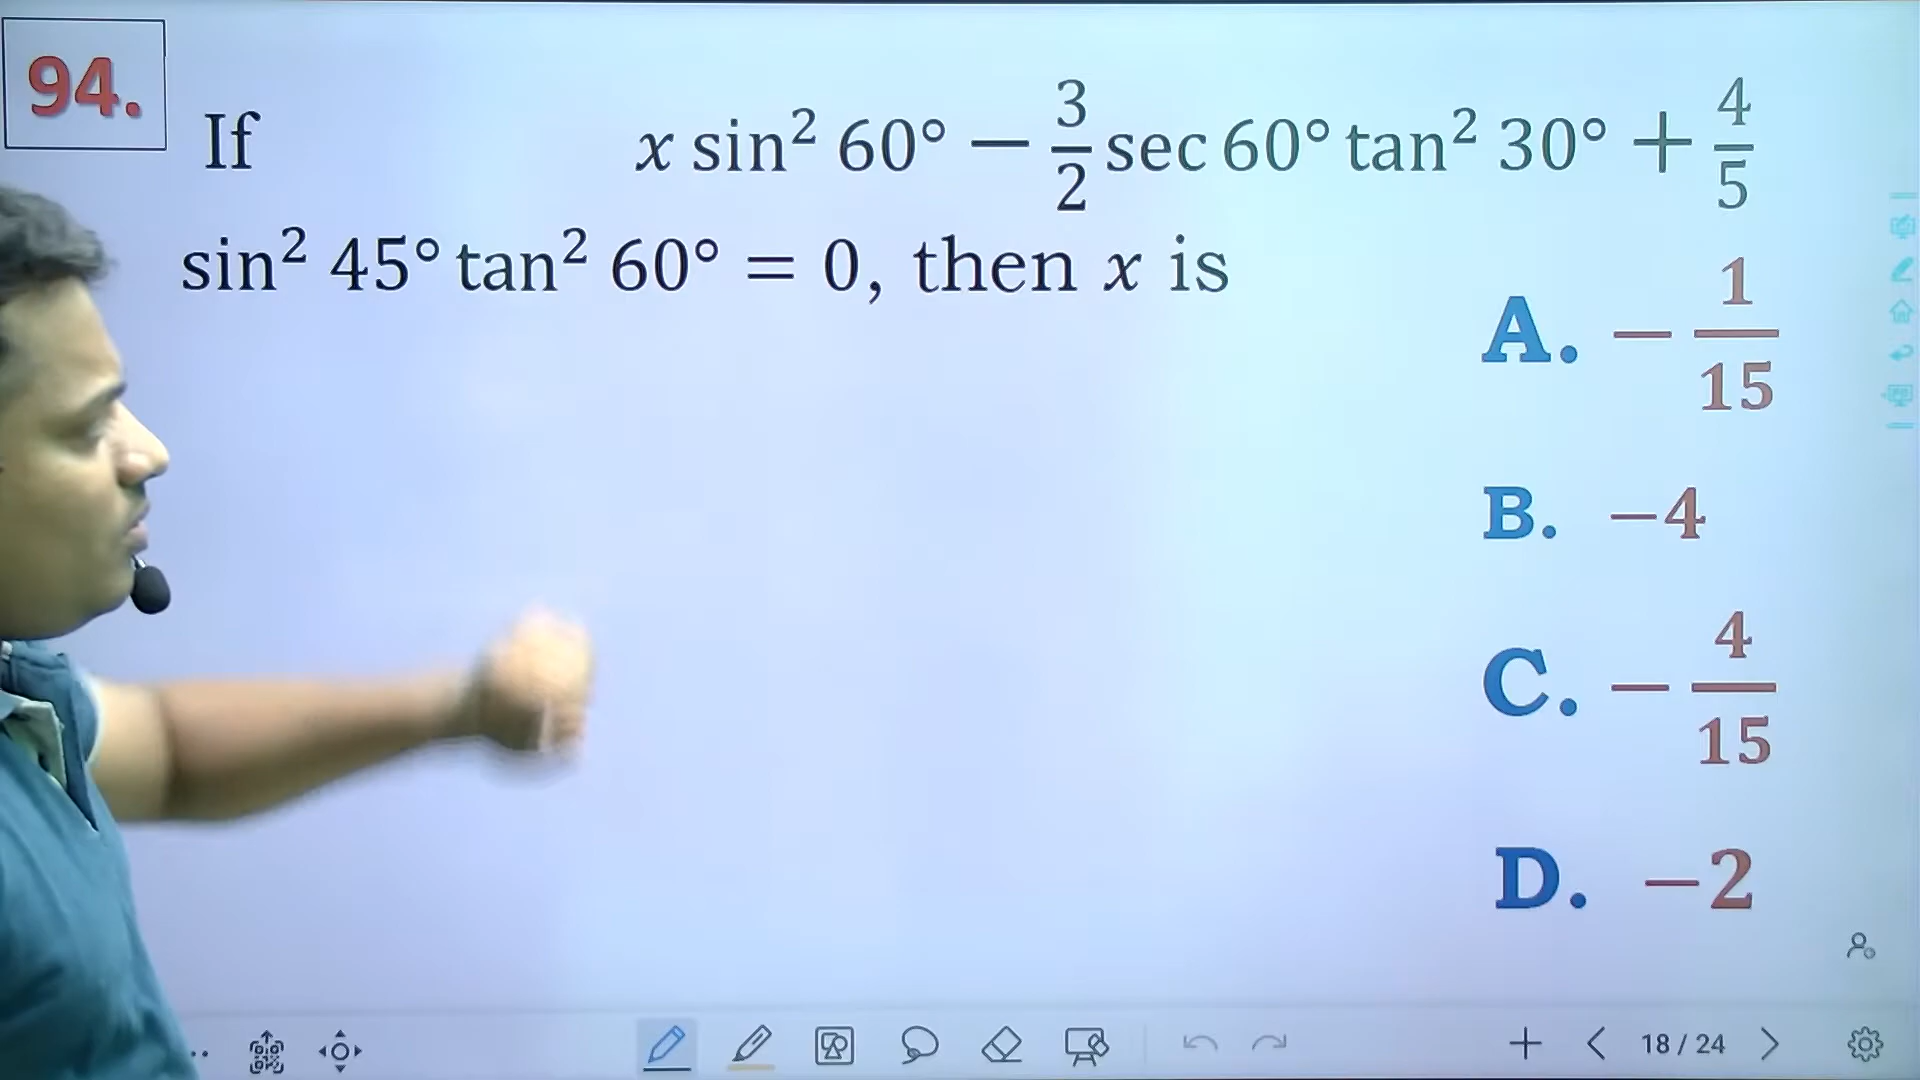 94.
If x sin² 60° − 3/2 sec 60° tan² 30° + 4/5
sin² 45° tan² 60° = 0, then x is
A. −1/15
B. −4
C. −4/15
D. −2
18 / 24